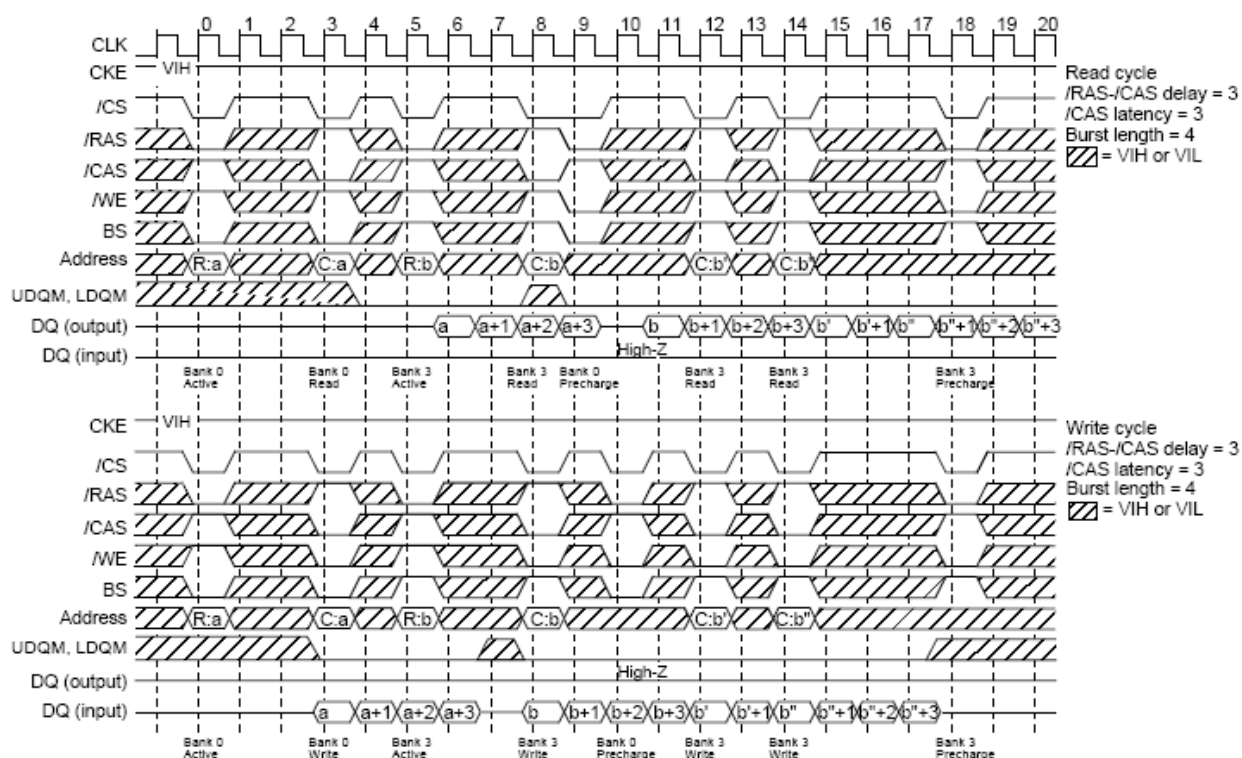 0 1 2 3 4 5 6 7 8 9 10 11 12 13 14 15 16 17 18 19 20
CLK
CKE VIH
/CS
/RAS
/CAS
/WE
BS
Address R:a C:a R:b C:b C:b' C:b'
UDQM, LDQM
DQ (output) a a+1 a+2 a+3 b b+1 b+2 b+3 b' b'+1 b" b"+1 b"+2 b"+3
DQ (input) High-Z
Bank 0 Active
Bank 0 Read
Bank 3 Active
Bank 3 Read
Bank 0 Precharge
Bank 3 Read
Bank 3 Read
Bank 3 Precharge
Read cycle
/RAS-/CAS delay = 3
/CAS latency = 3
Burst length = 4
= VIH or VIL
CKE VIH
/CS
/RAS
/CAS
/WE
BS
Address R:a C:a R:b C:b C:b' C:b"
UDQM, LDQM
DQ (output) High-Z
DQ (input) a a+1 a+2 a+3 b b+1 b+2 b+3 b' b'+1 b" b"+1 b"+2 b"+3
Bank 0 Active
Bank 0 Write
Bank 3 Active
Bank 3 Write
Bank 0 Precharge
Bank 3 Write
Bank 3 Write
Bank 3 Precharge
Write cycle
/RAS-/CAS delay = 3
/CAS latency = 3
Burst length = 4
= VIH or VIL